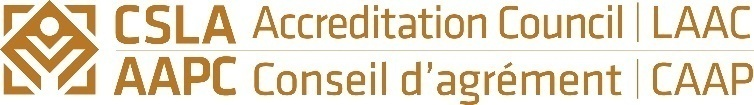 CSLA Accreditation Council | LAAC
AAPC Conseil d'agrément | CAAP